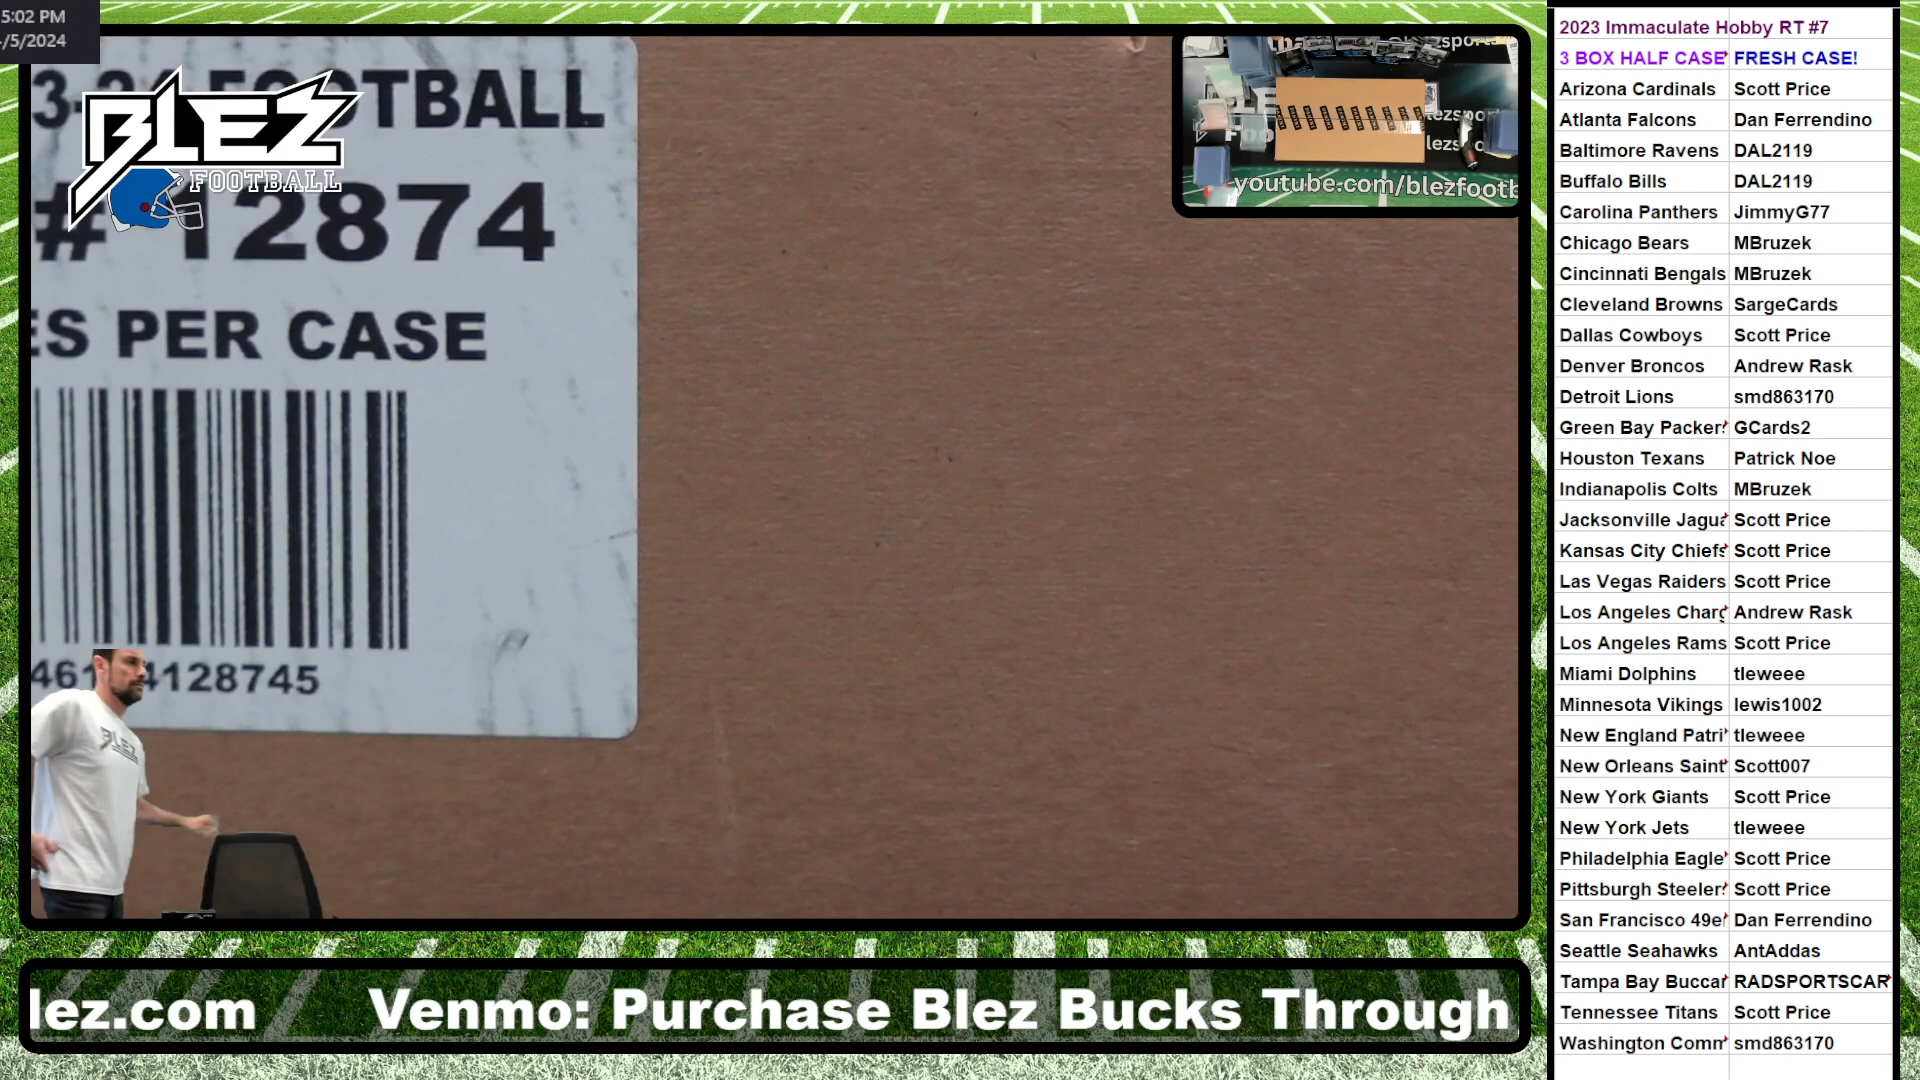 5:02 PM
/5/2024
FOOTBALL
BLEZ
FOOTBALL
# 12874
ES PER CASE
4128745
BLEZ
youtube.com/blezfootb
lez.com Venmo: Purchase Blez Bucks Through
2023 Immaculate Hobby RT #7
3 BOX HALF CASE FRESH CASE!
Arizona Cardinals Scott Price
Atlanta Falcons Dan Ferrendino
Baltimore Ravens DAL2119
Buffalo Bills DAL2119
Carolina Panthers JimmyG77
Chicago Bears MBruzek
Cincinnati Bengals MBruzek
Cleveland Browns SargeCards
Dallas Cowboys Scott Price
Denver Broncos Andrew Rask
Detroit Lions smd863170
Green Bay Packer GCards2
Houston Texans Patrick Noe
Indianapolis Colts MBruzek
Jacksonville Jagua Scott Price
Kansas City Chiefs Scott Price
Las Vegas Raiders Scott Price
Los Angeles Charg Andrew Rask
Los Angeles Rams Scott Price
Miami Dolphins tleweee
Minnesota Vikings lewis1002
New England Patri tleweee
New Orleans Saint Scott007
New York Giants Scott Price
New York Jets tleweee
Philadelphia Eagle Scott Price
Pittsburgh Steeler Scott Price
San Francisco 49e Dan Ferrendino
Seattle Seahawks AntAddas
Tampa Bay Buccar RADSPORTSCAR
Tennessee Titans Scott Price
Washington Comm smd863170